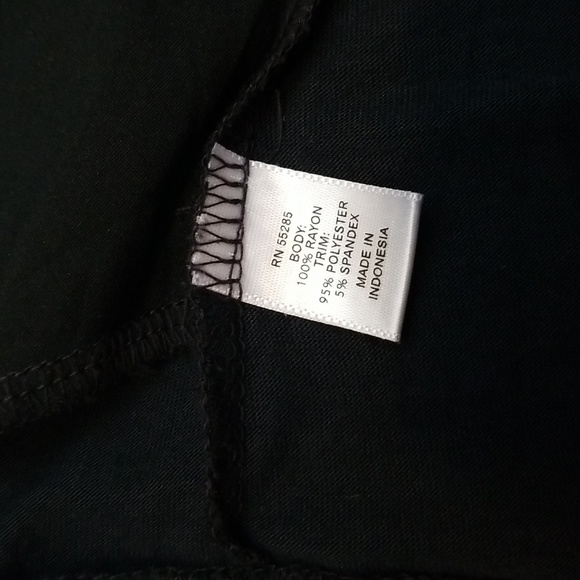 RN 55285
BODY:
100% RAYON
TRIM:
95% POLYESTER
5% SPANDEX
MADE IN
INDONESIA